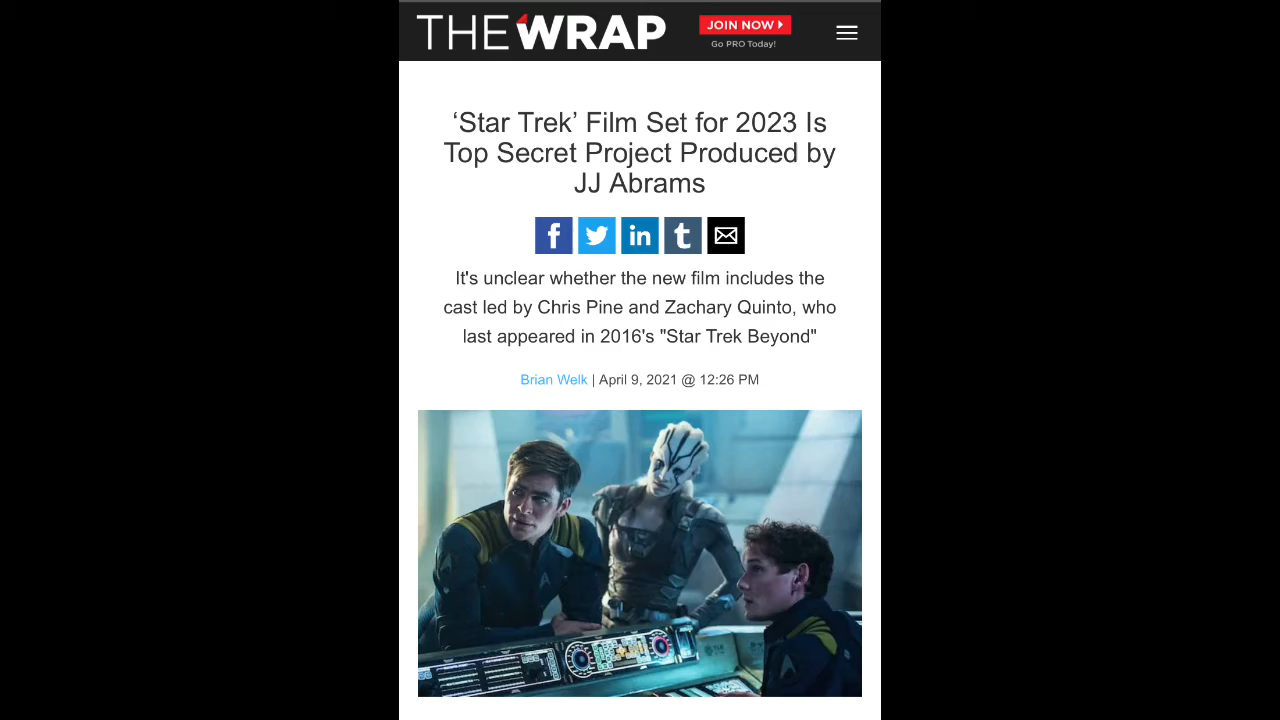 THE WRAP
JOIN NOW
Go PRO Today!
‘Star Trek’ Film Set for 2023 Is
Top Secret Project Produced by
JJ Abrams
It's unclear whether the new film includes the
cast led by Chris Pine and Zachary Quinto, who
last appeared in 2016's "Star Trek Beyond"
Brian Welk | April 9, 2021 @ 12:26 PM